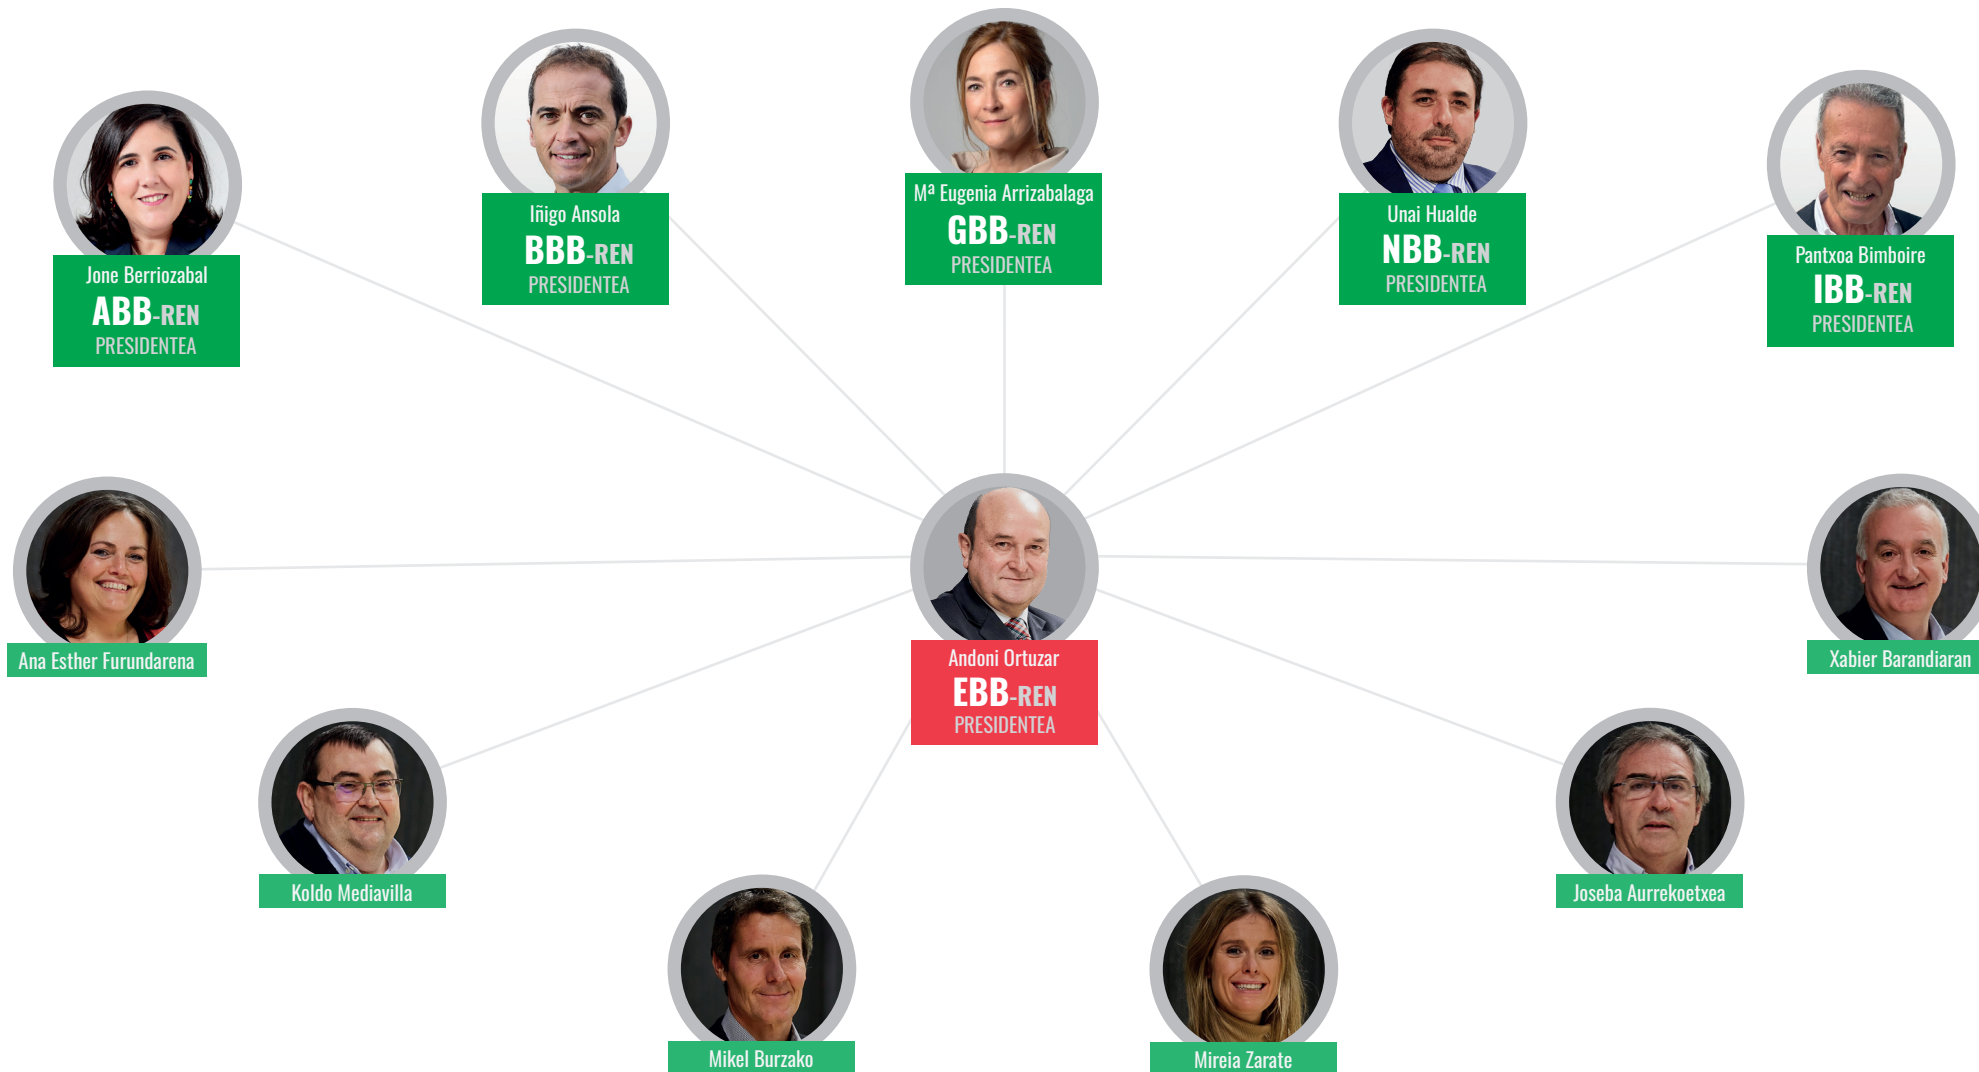 Jone Berriozabal
ABB-REN
PRESIDENTEA
Iñigo Ansola
BBB-REN
PRESIDENTEA
Mª Eugenia Arrizabalaga
GBB-REN
PRESIDENTEA
Unai Hualde
NBB-REN
PRESIDENTEA
Pantxoa Bimboire
IBB-REN
PRESIDENTEA
Ana Esther Furundarena
Andoni Ortuzar
EBB-REN
PRESIDENTEA
Xabier Barandiaran
Koldo Mediavilla
Joseba Aurrekoetxea
Mikel Burzako
Mireia Zarate